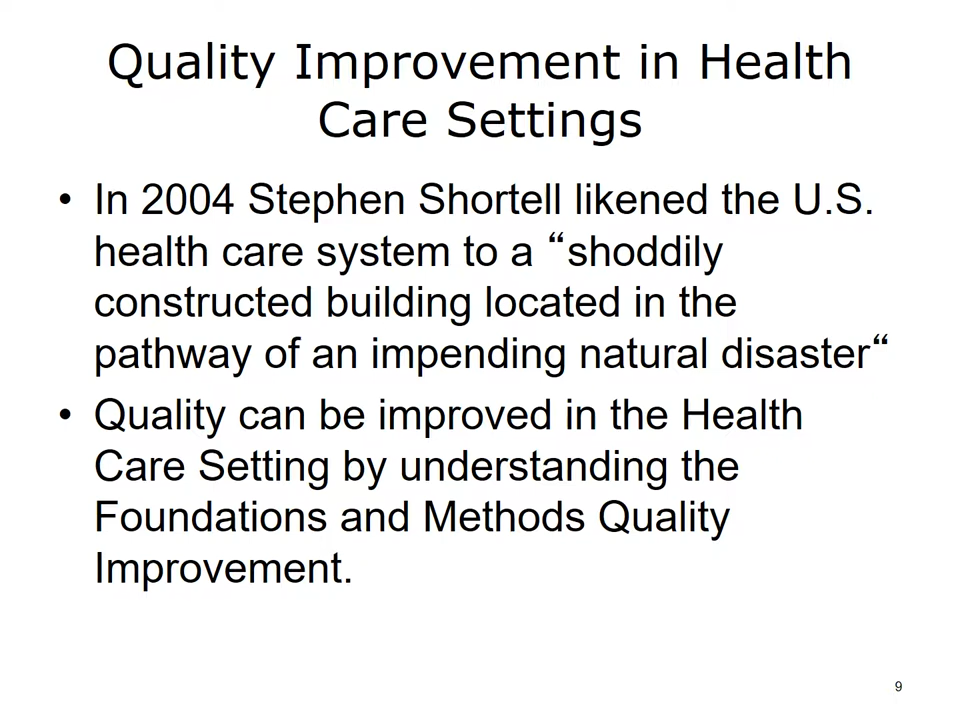 Quality Improvement in Health
Care Settings
• In 2004 Stephen Shortell likened the U.S.
health care system to a “shoddily
constructed building located in the
pathway of an impending natural disaster“
• Quality can be improved in the Health
Care Setting by understanding the
Foundations and Methods Quality
Improvement.
9